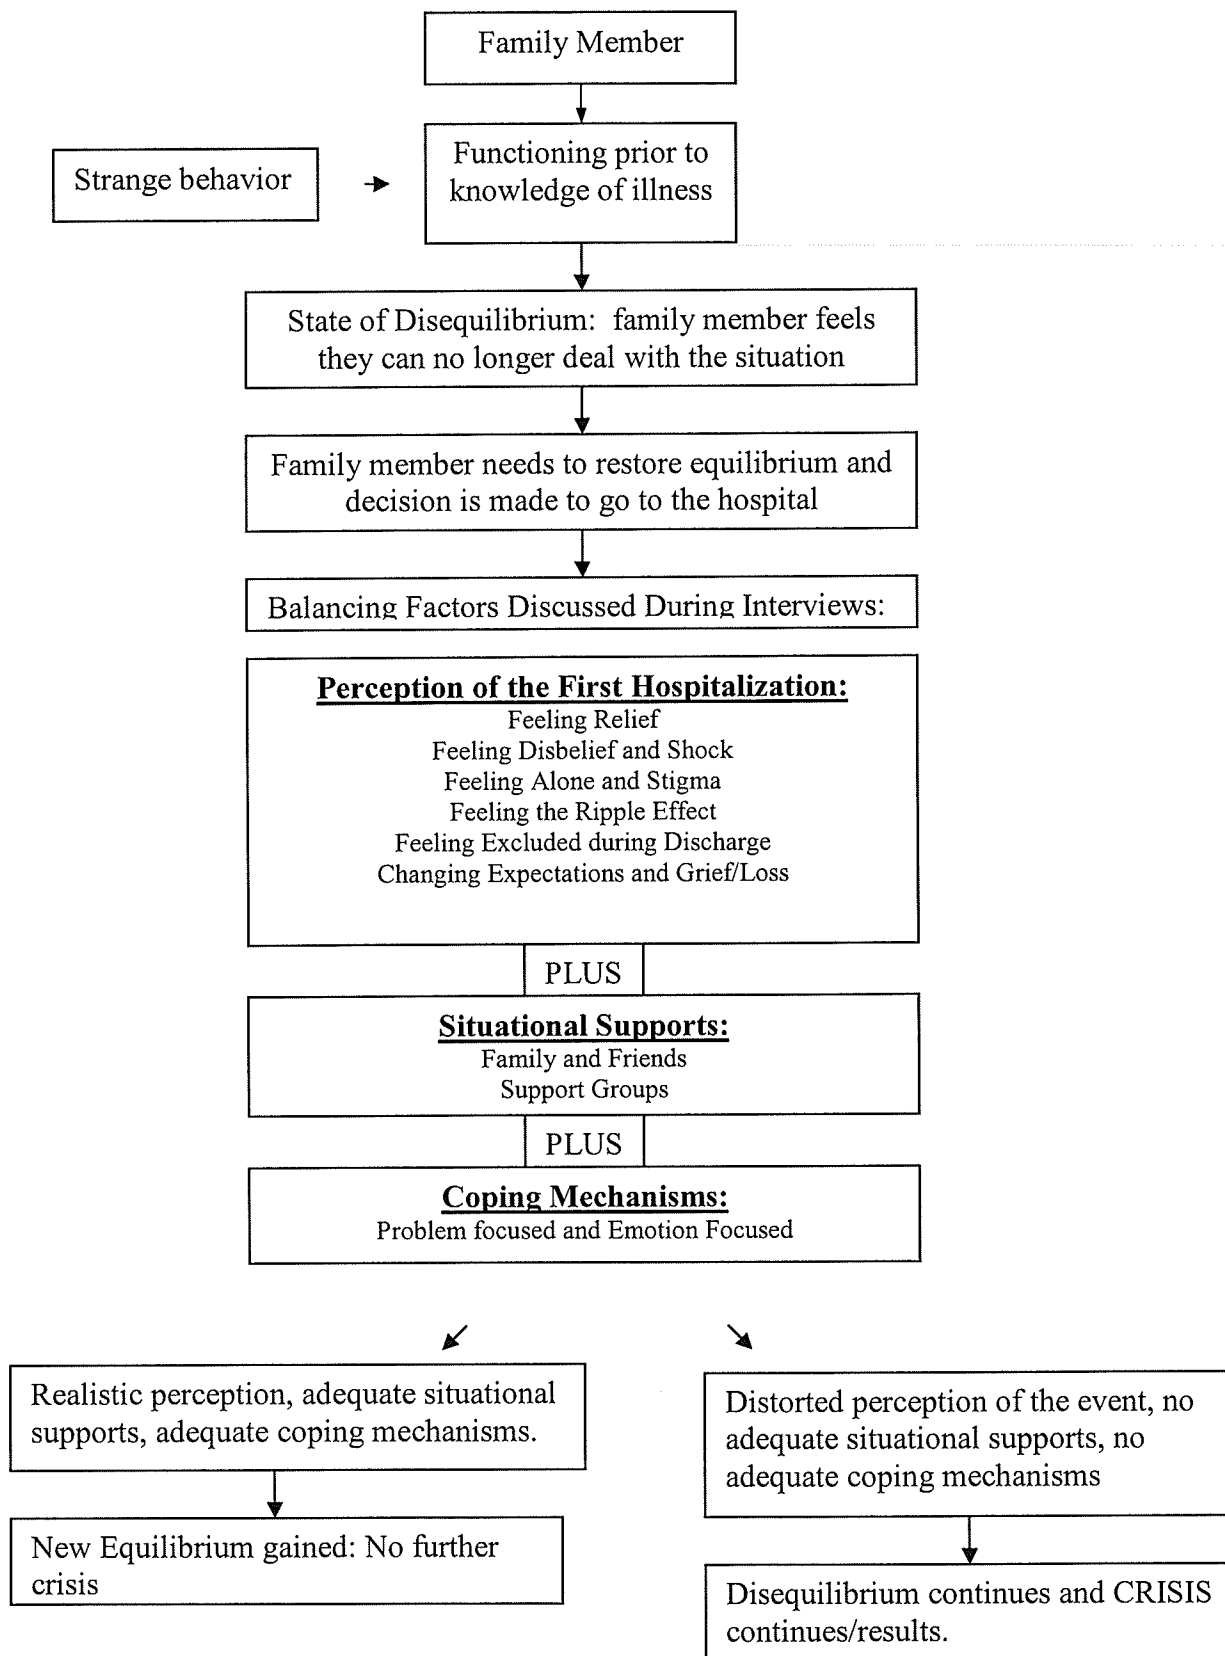 Family Member
Strange behavior
Functioning prior to
knowledge of illness
State of Disequilibrium: family member feels
they can no longer deal with the situation
Family member needs to restore equilibrium and
decision is made to go to the hospital
Balancing Factors Discussed During Interviews:
Perception of the First Hospitalization:
Feeling Relief
Feeling Disbelief and Shock
Feeling Alone and Stigma
Feeling the Ripple Effect
Feeling Excluded during Discharge
Changing Expectations and Grief/Loss
PLUS
Situational Supports:
Family and Friends
Support Groups
PLUS
Coping Mechanisms:
Problem focused and Emotion Focused
Realistic perception, adequate situational
supports, adequate coping mechanisms.
New Equilibrium gained: No further
crisis
Distorted perception of the event, no
adequate situational supports, no
adequate coping mechanisms
Disequilibrium continues and CRISIS
continues/results.